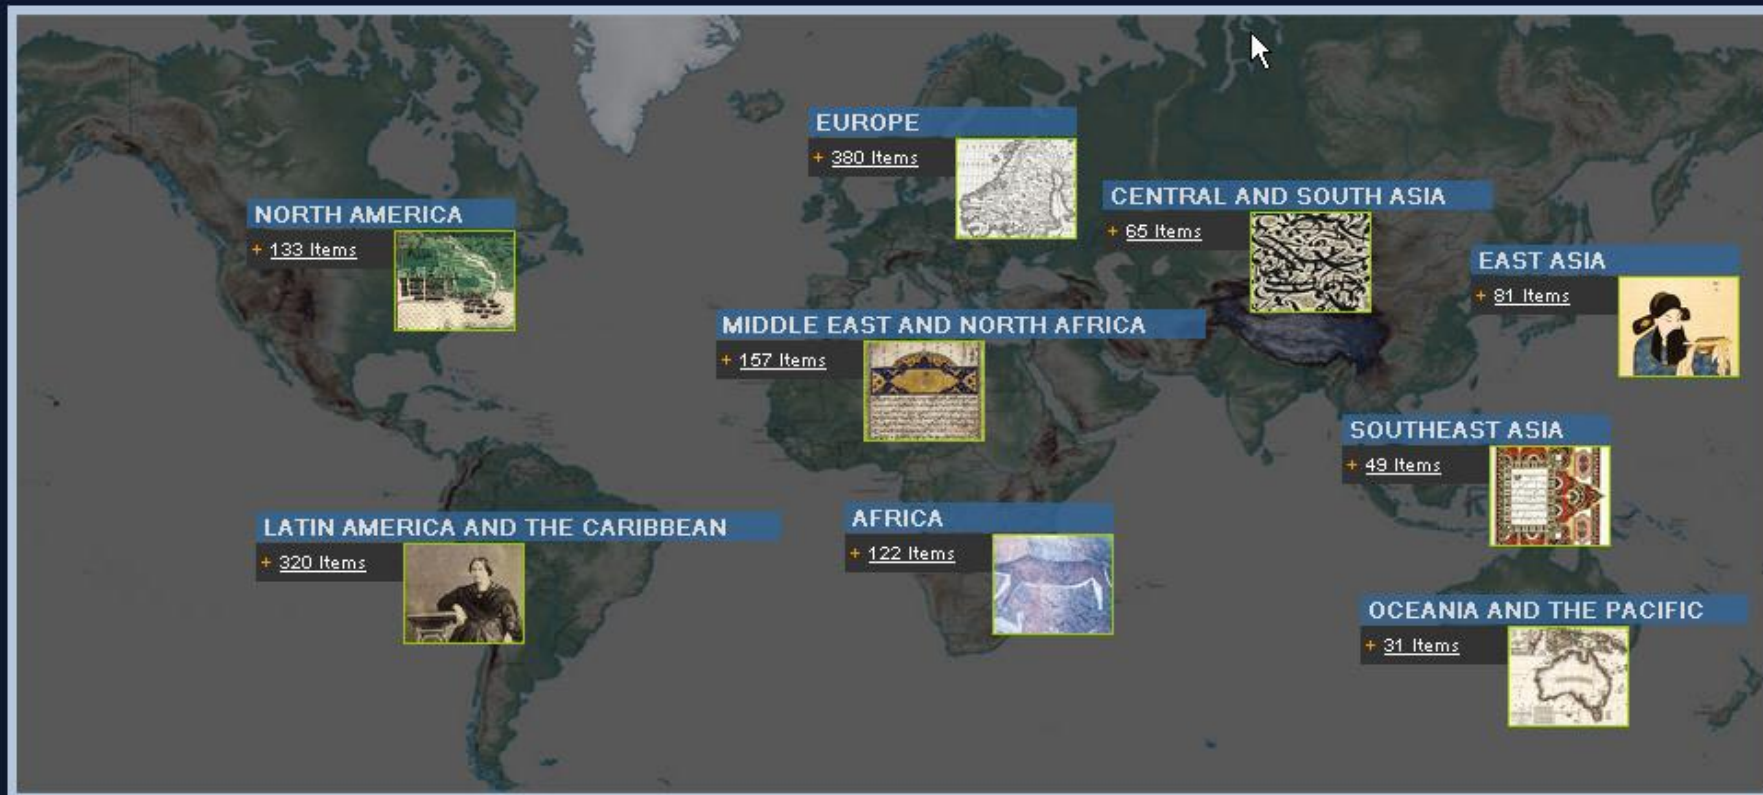 EUROPE
+ 380 Items
CENTRAL AND SOUTH ASIA
+ 65 Items
NORTH AMERICA
+ 133 Items
EAST ASIA
+ 81 Items
MIDDLE EAST AND NORTH AFRICA
+ 157 Items
SOUTHEAST ASIA
+ 49 Items
AFRICA
+ 122 Items
LATIN AMERICA AND THE CARIBBEAN
+ 320 Items
OCEANIA AND THE PACIFIC
+ 31 Items